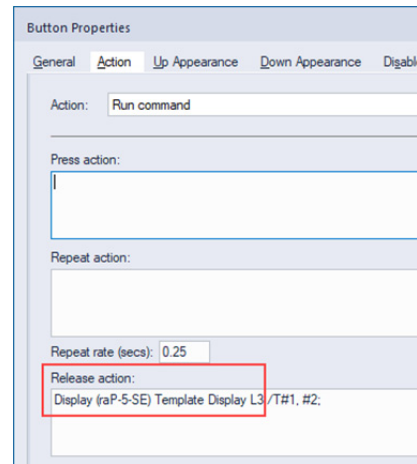 Button Properties
General Action Up Appearance Down Appearance Disabl
Action: Run command
Press action:
Repeat action:
Repeat rate (secs): 0.25
Release action:
Display (raP-5-SE) Template Display L3 /T#1, #2;